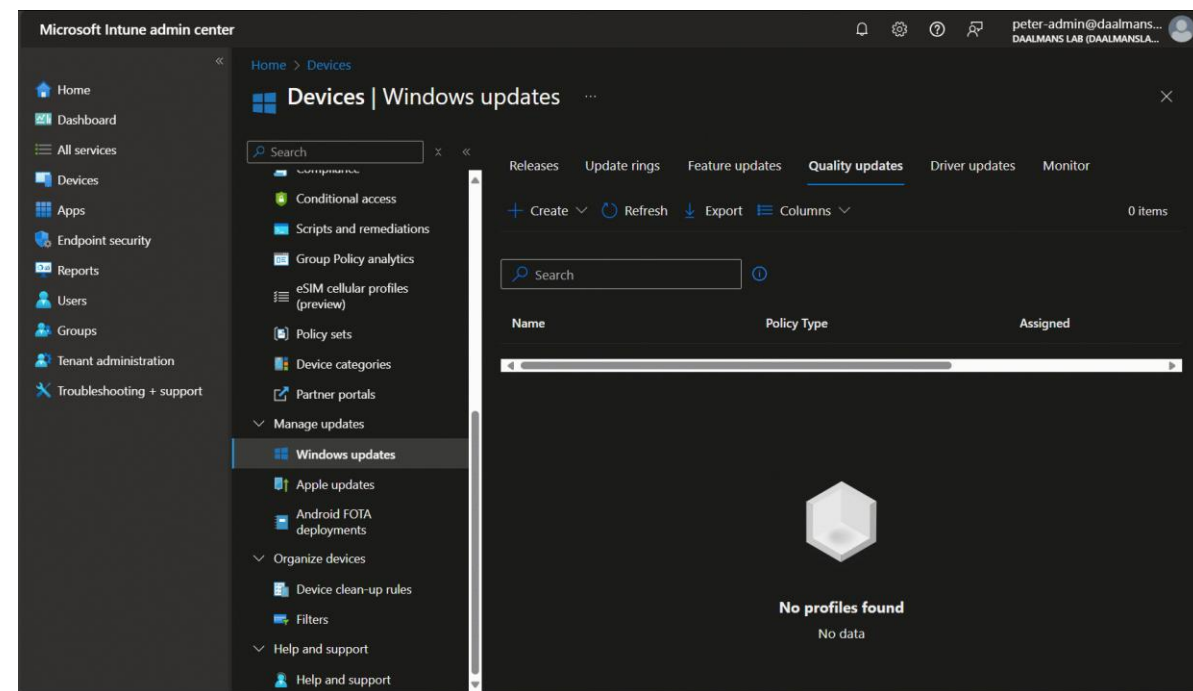 Microsoft Intune admin center
peter-admin@daalmans...
DAALMANS LAB (DAALMANSLA...
Home
Dashboard
All services
Devices
Apps
Endpoint security
Reports
Users
Groups
Tenant administration
Troubleshooting + support
Home > Devices
Devices | Windows updates ...
Search
Compliance
Conditional access
Scripts and remediations
Group Policy analytics
eSIM cellular profiles
(preview)
Policy sets
Device categories
Partner portals
Manage updates
Windows updates
Apple updates
Android FOTA
deployments
Organize devices
Device clean-up rules
Filters
Help and support
Help and support
Releases Update rings Feature updates Quality updates Driver updates Monitor
Create Refresh Export Columns 0 items
Search
Name Policy Type Assigned
No profiles found
No data